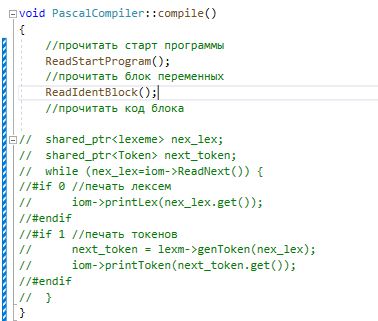 void PascalCompiler::compile()
{
//прочитать старт программы
ReadStartProgram();
//прочитать блок переменных
ReadIdentBlock();
//прочитать код блока
//  shared_ptr<lexeme> nex_lex;
//  shared_ptr<Token> next_token;
//  while (nex_lex=iom->ReadNext()) {
//#if 0 //печать лексем
//      iom->printLex(nex_lex.get());
//#endif
//#if 1 //печать токенов
//      next_token = lexm->genToken(nex_lex);
//      iom->printToken(next_token.get());
//#endif
//  }
}